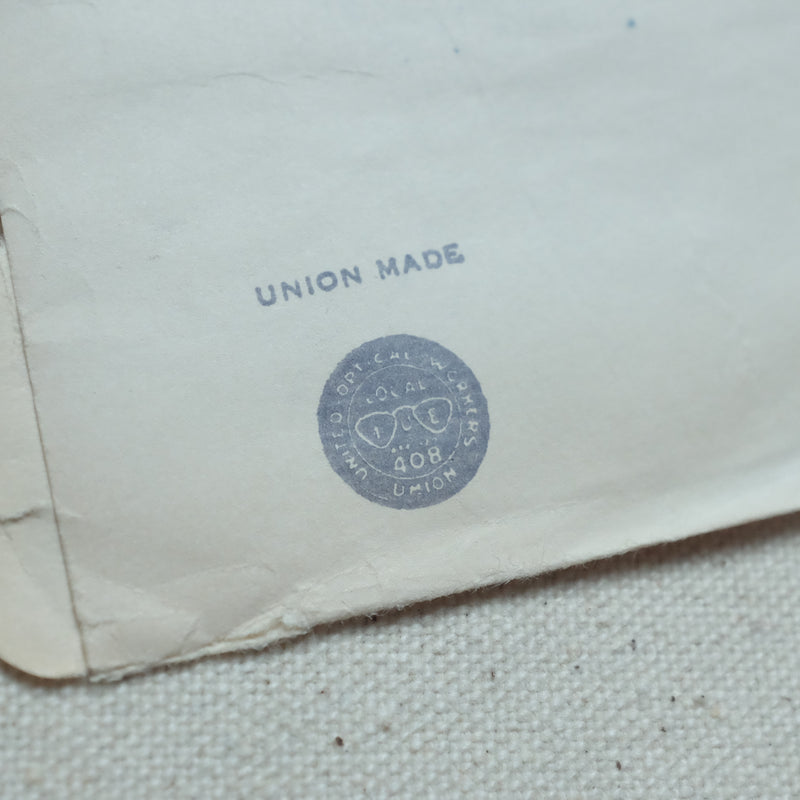 UNION MADE
UNITED OPTICAL WORKERS
UNION
LOCAL
I U E
408